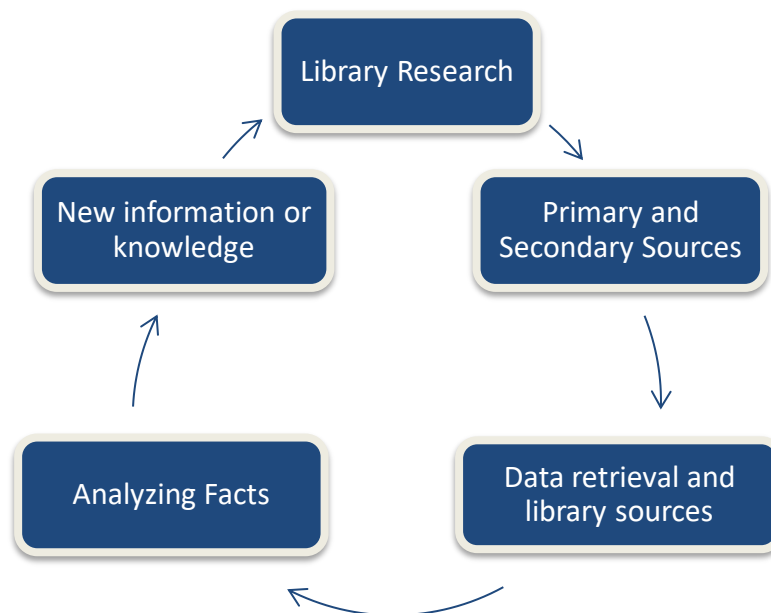 Library Research
Primary and
Secondary Sources
Data retrieval and
library sources
Analyzing Facts
New information or
knowledge